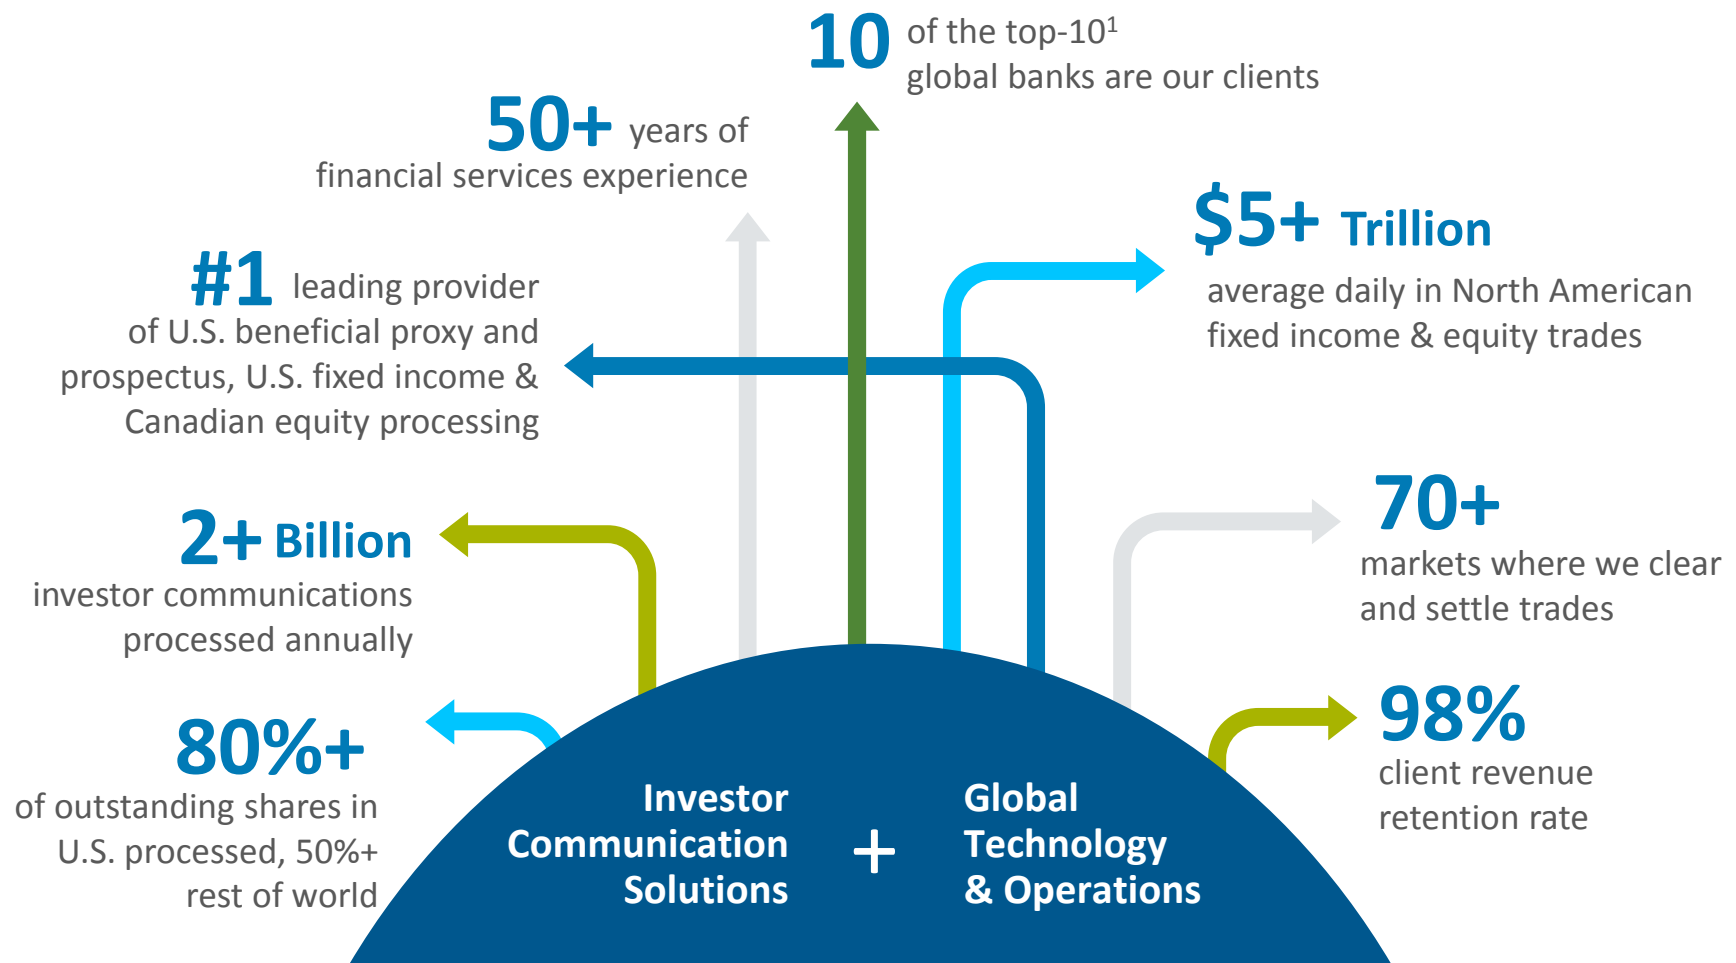 10 of the top-10¹
global banks are our clients
50+ years of
financial services experience
$5+ Trillion
average daily in North American
fixed income & equity trades
#1 leading provider
of U.S. beneficial proxy and
prospectus, U.S. fixed income &
Canadian equity processing
70+
markets where we clear
and settle trades
2+ Billion
investor communications
processed annually
98%
client revenue
retention rate
80%+
of outstanding shares in
U.S. processed, 50%+
rest of world
Investor
Communication
Solutions
+
Global
Technology
& Operations